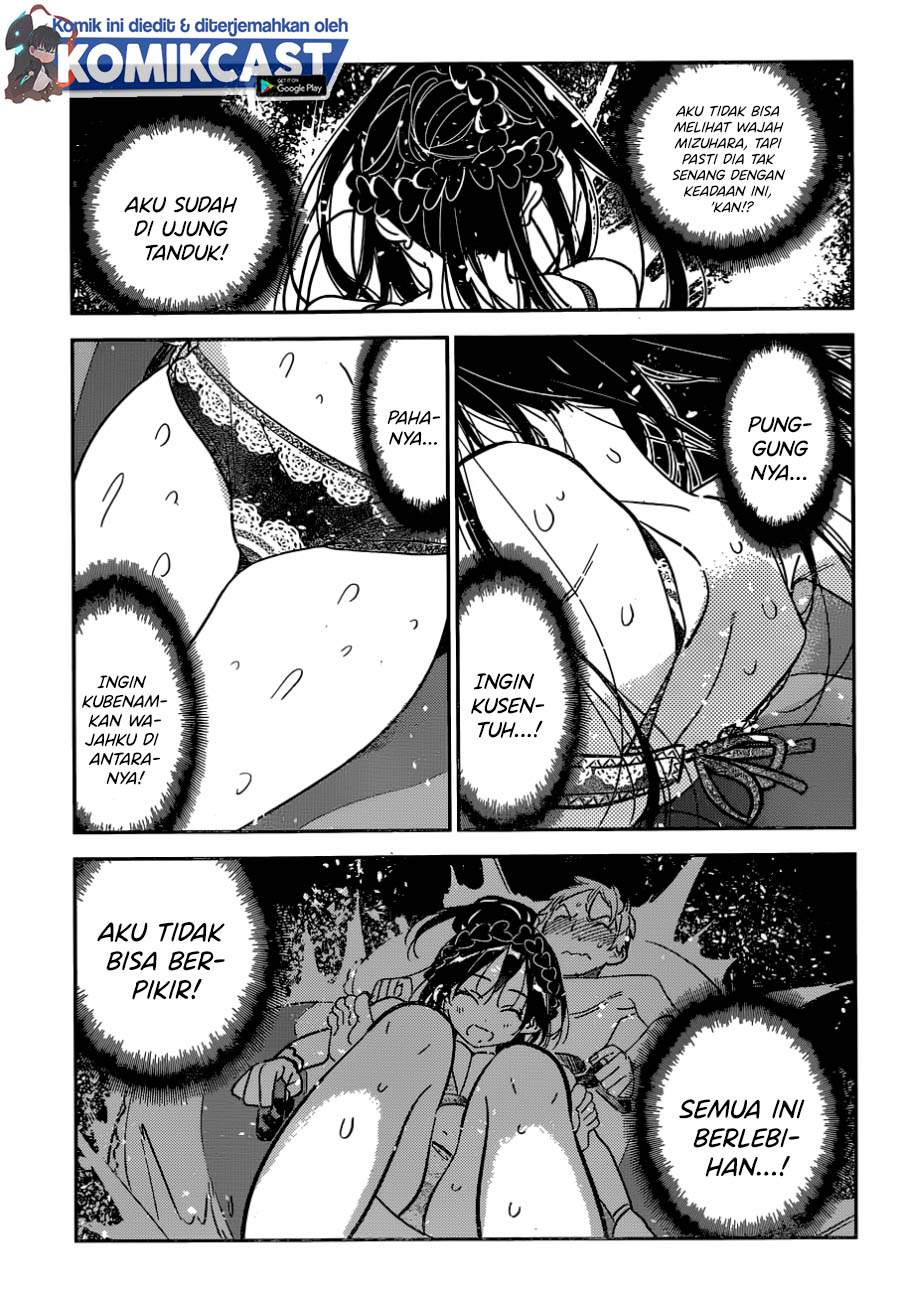 Komik ini diedit & diterjemahkan oleh
KOMIKCAST
GET IT ON
Google Play
AKU TIDAK BISA
MELIHAT WAJAH
MIZUHARA, TAPI
PASTI DIA TAK
SENANG DENGAN
KEADAAN INI,
'KAN!?
AKU SUDAH
DI UJUNG
TANDUK!
PUNG-
GUNG
NYA...
INGIN
KUSEN-
TUH...!
PAHA-
NYA...
INGIN
KUBENAM-
KAN WA-
JAHKU DI
ANTARA-
NYA!
AKU TIDAK
BISA BER-
PIKIR!
SEMUA INI
BERLEBI-
HAN...!